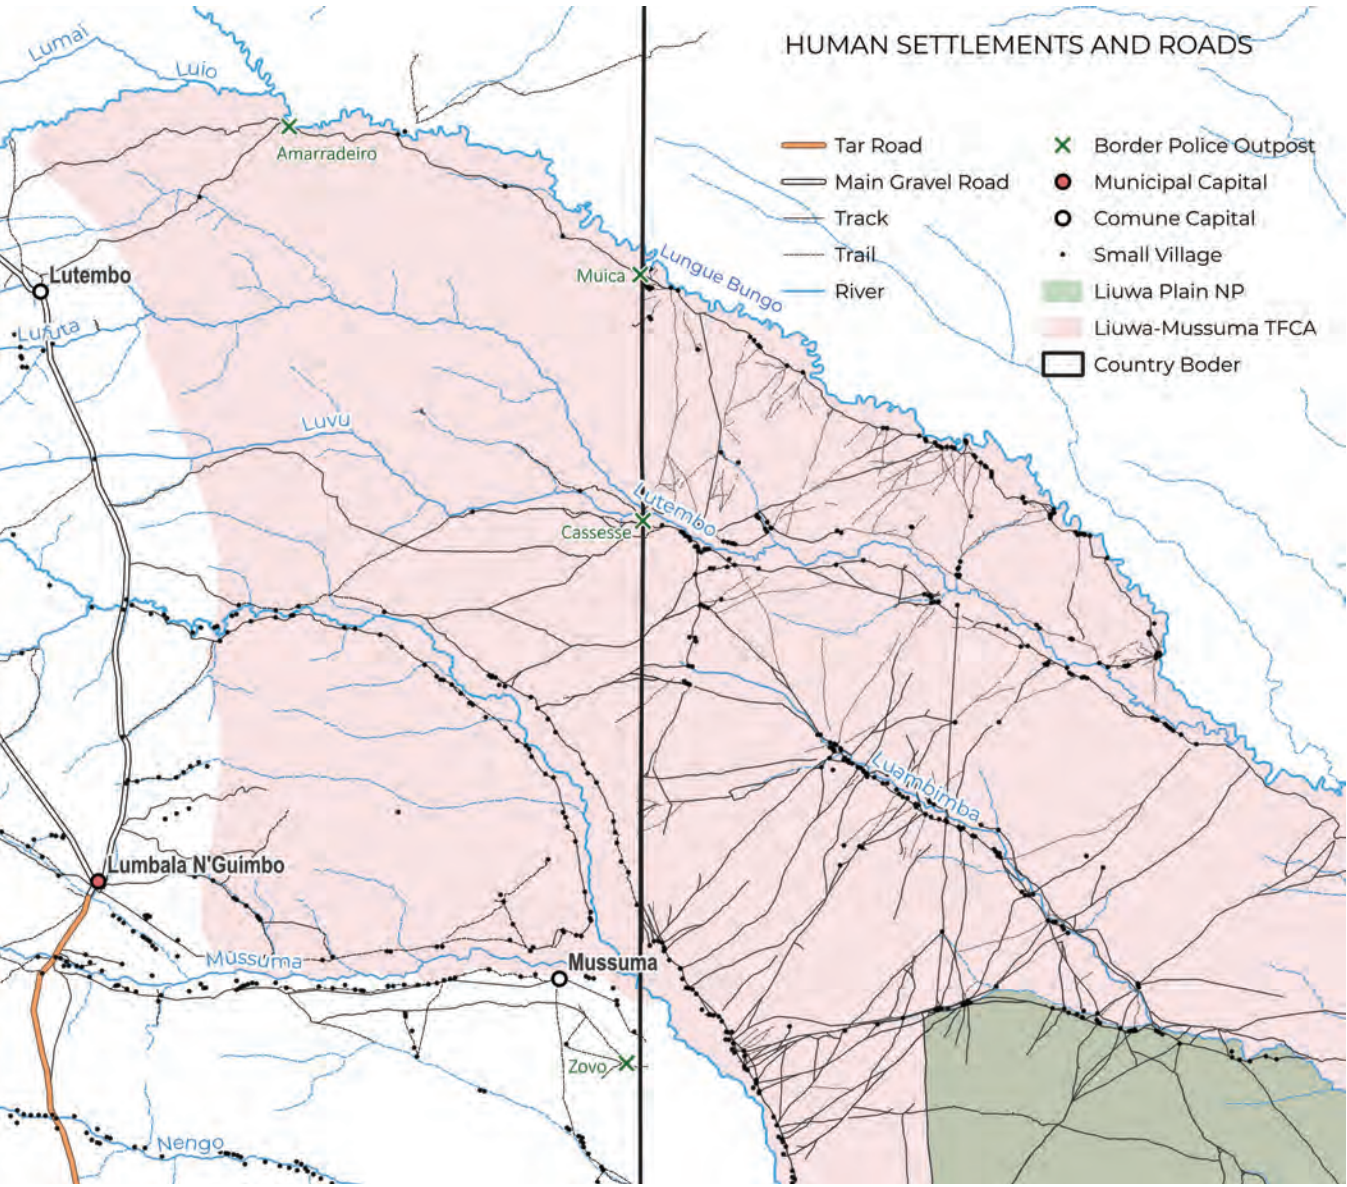 HUMAN SETTLEMENTS AND ROADS
Tar Road
Main Gravel Road
Track
Trail
River
Border Police Outpost
Municipal Capital
Comune Capital
Small Village
Liuwa Plain NP
Liuwa-Mussuma TFCA
Country Boder
Lumai
Luio
Amarradeiro
Lutembo
Muica
Lungue Bungo
Lufuta
Luvu
Lutembo
Cassesse
Luambimba
Lumbala N'Guimbo
Mussuma
Mussuma
Zovo
Nengo